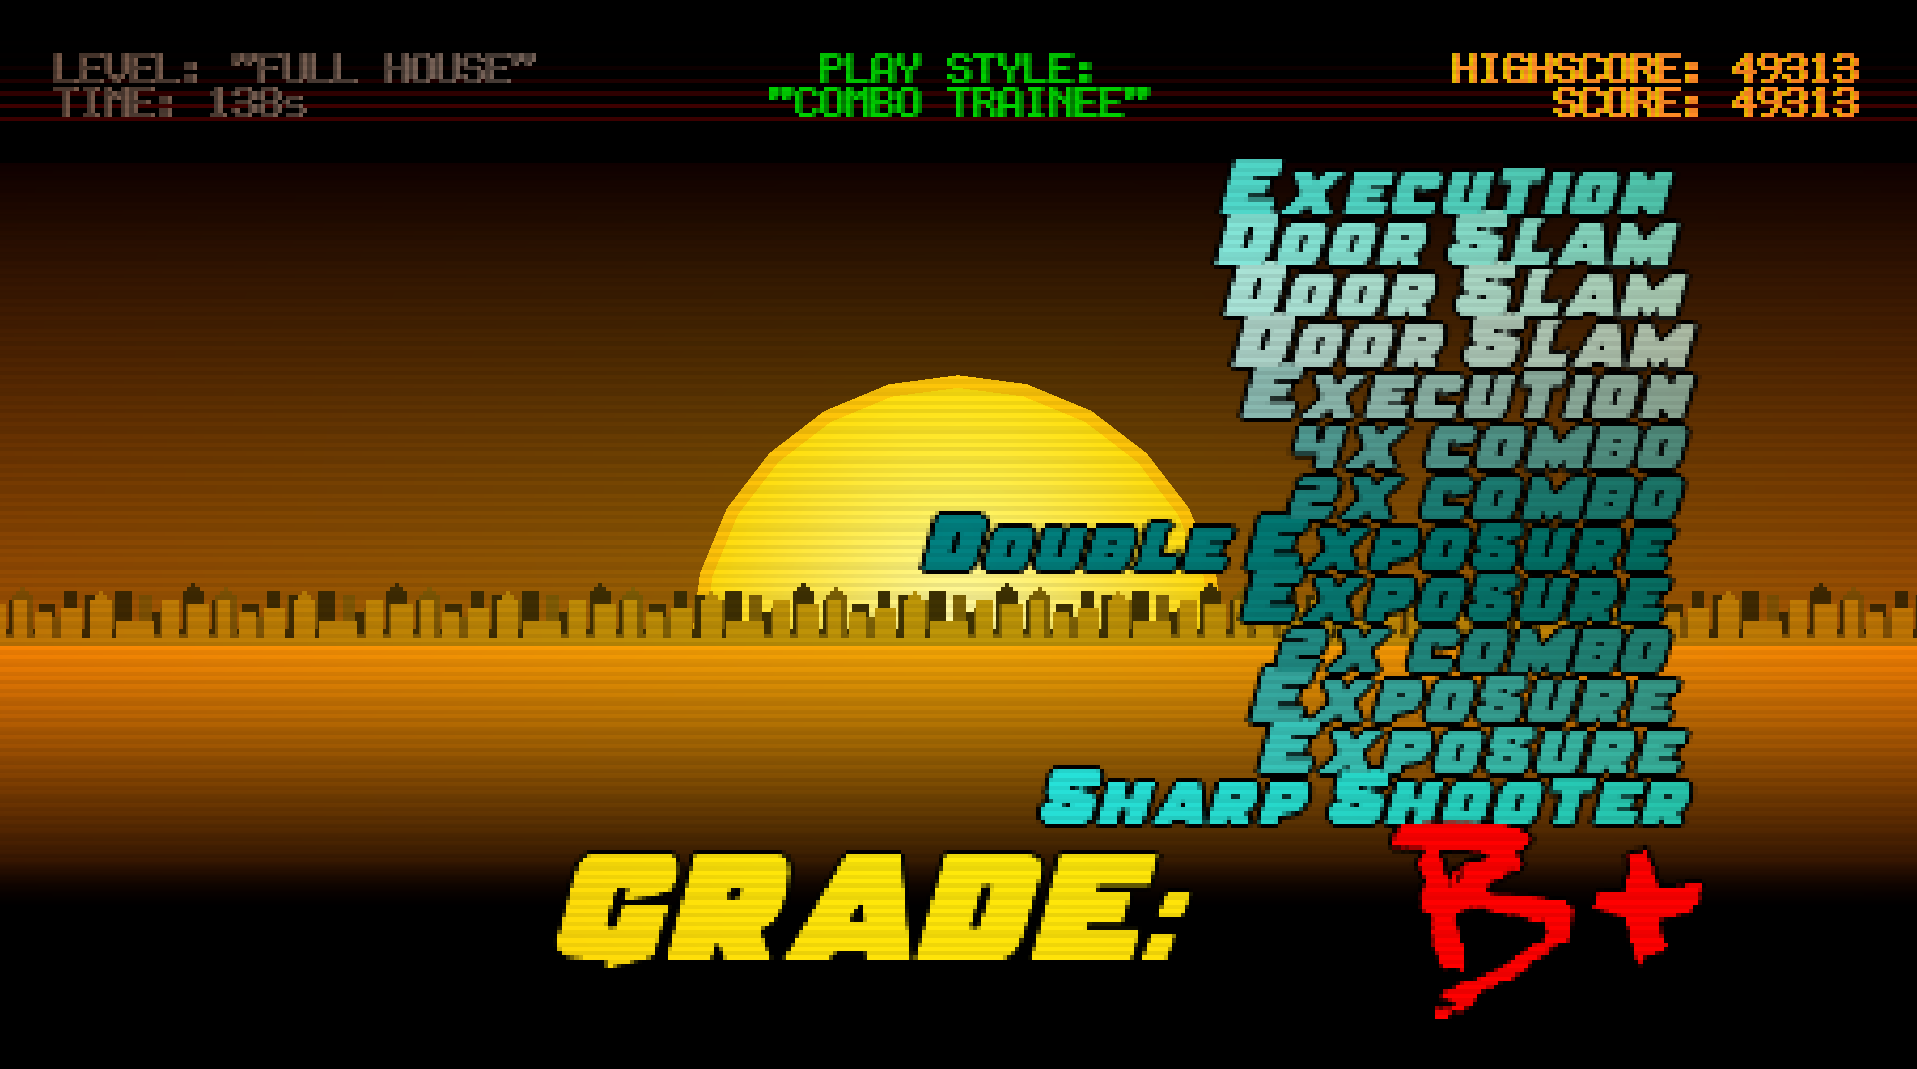 LEVEL: "FULL HOUSE"
TIME: 138s
PLAY STYLE:
"COMBO TRAINEE"
HIGHSCORE: 49313
SCORE: 49313
EXECUTION
DOOR SLAM
DOOR SLAM
DOOR SLAM
EXECUTION
4X COMBO
2X COMBO
DOUBLE EXPOSURE
EXPOSURE
2X COMBO
EXPOSURE
EXPOSURE
SHARP SHOOTER
GRADE: B+